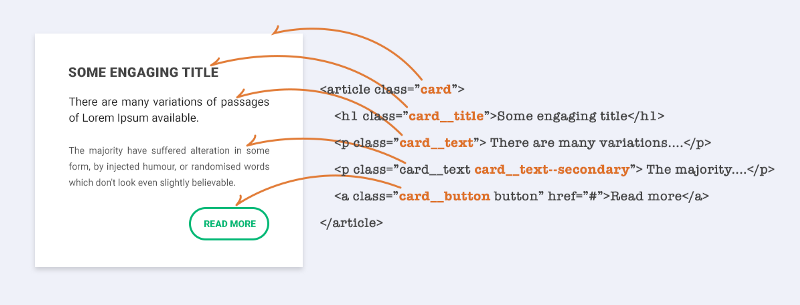 SOME ENGAGING TITLE
There are many variations of passages
of Lorem Ipsum available.
The majority have suffered alteration in some
form, by injected humour, or randomised words
which don't look even slightly believable.
READ MORE
<article class="card">
<h1 class="card__title">Some engaging title</h1>
<p class="card__text"> There are many variations....</p>
<p class="card__text card__text--secondary"> The majority....</p>
<a class="card__button button" href="#">Read more</a>
</article>